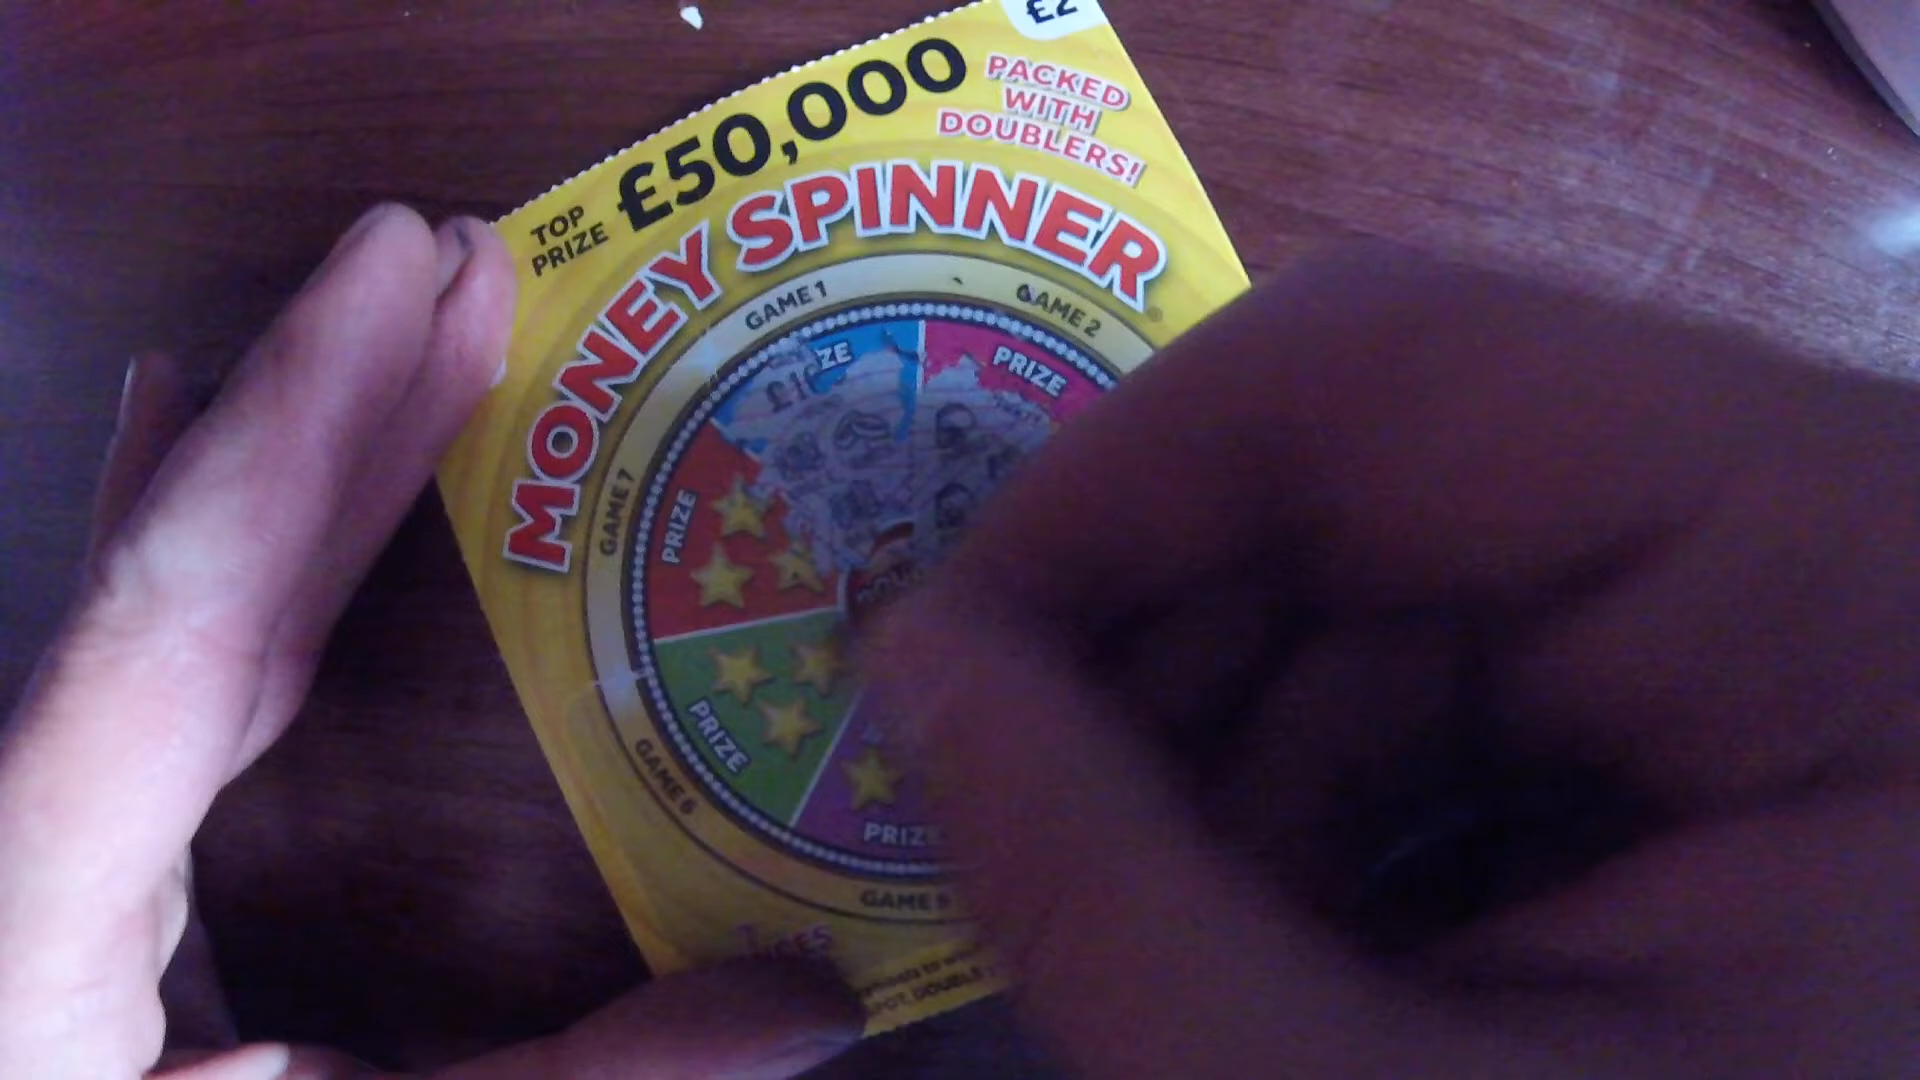 £2
TOP
PRIZE
£50,000
PACKED
WITH
DOUBLERS!
MONEY SPINNER
GAME 1
GAME 2
PRIZE
£10
GAME 7
PRIZE
PRIZE
GAME 6
PRIZE
GAME 5